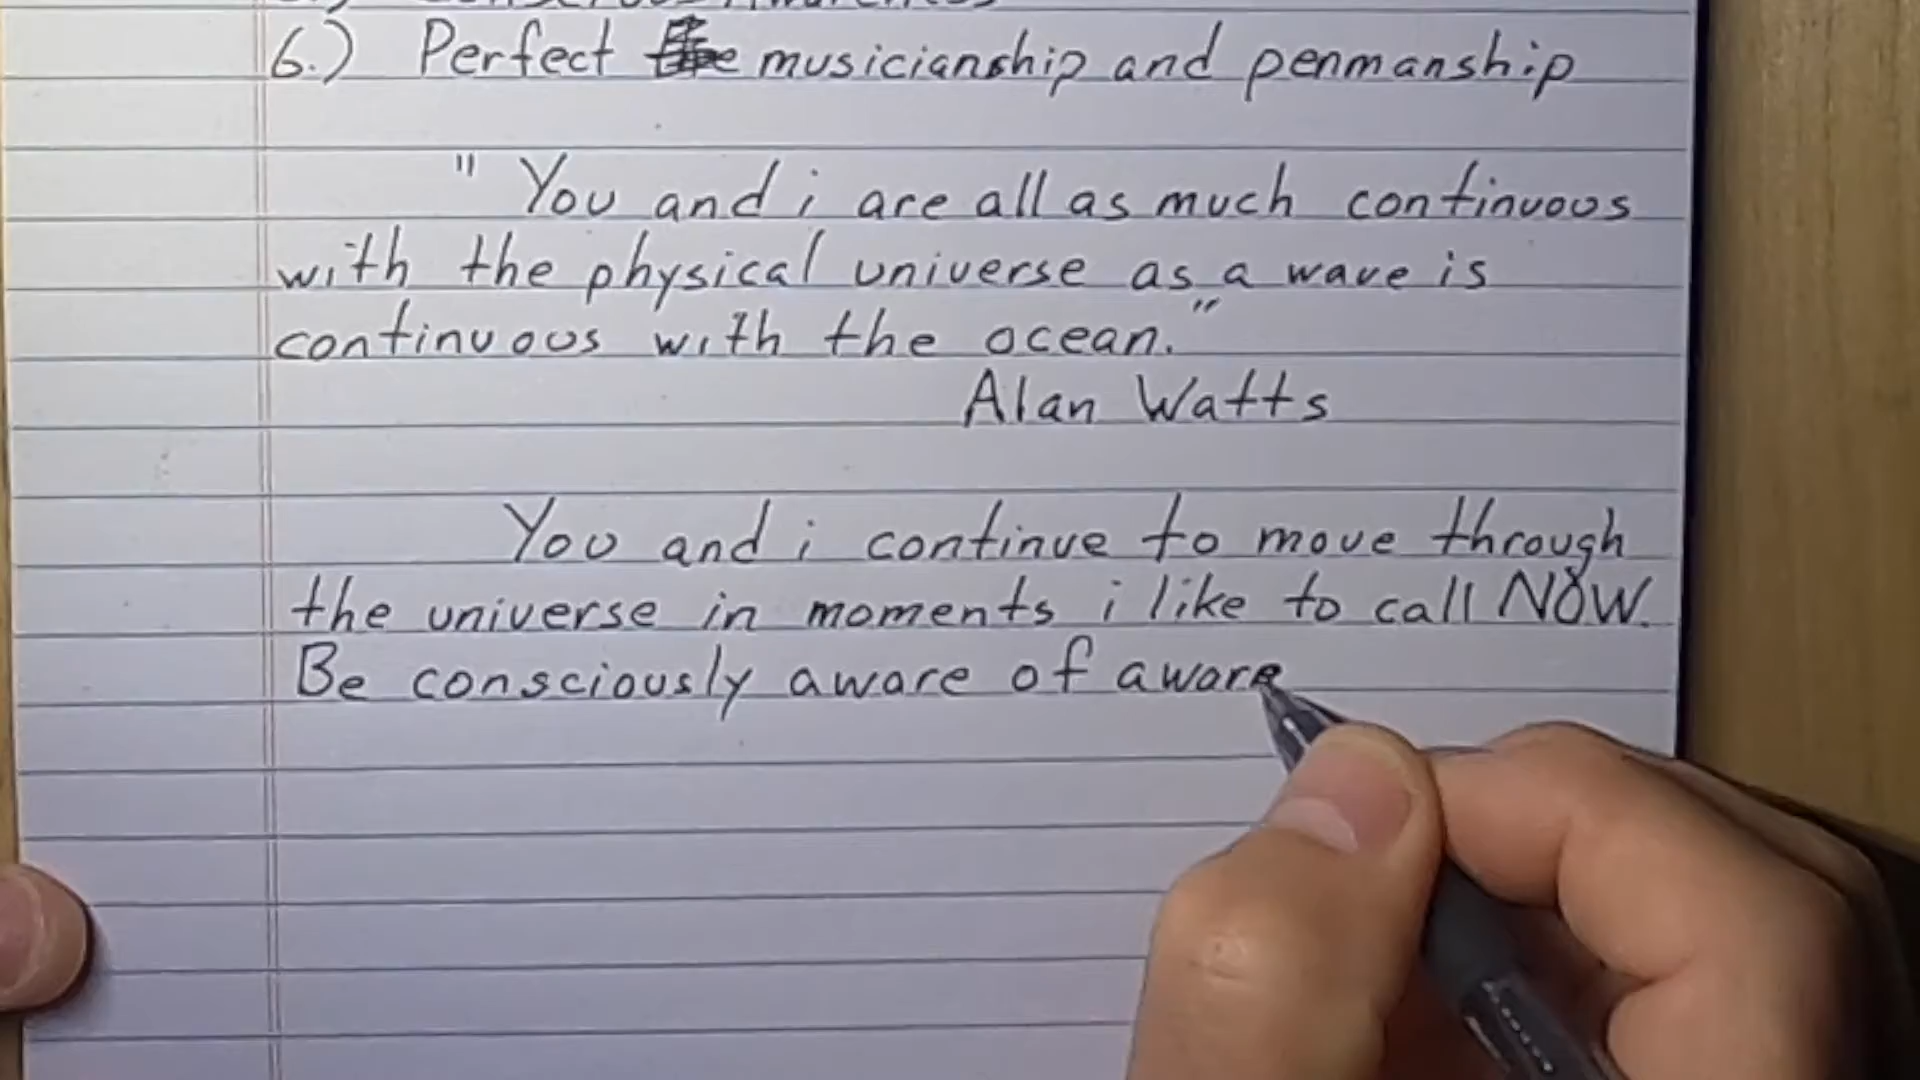 Conscious Awareness
6.) Perfect musicianship and penmanship
" You and i are all as much continuous
with the physical universe as a wave is
continuous with the ocean."
Alan Watts
You and i continue to move through
the universe in moments i like to call NOW.
Be consciously aware of aware